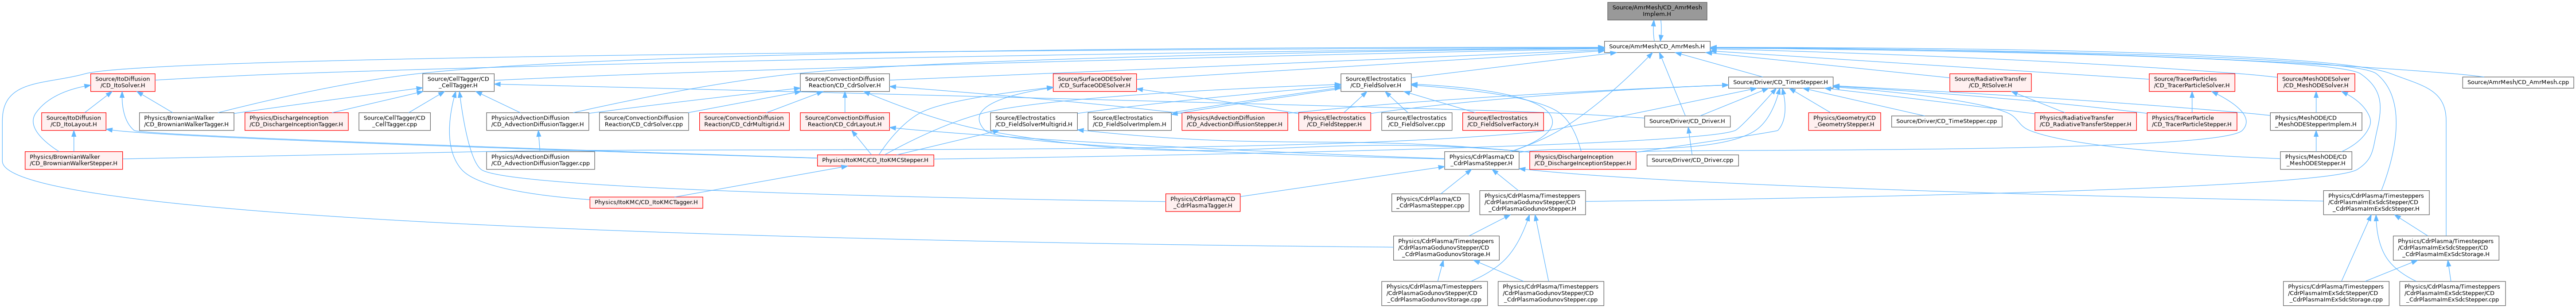 Source/AmrMesh/CD_AmrMesh
Implem.H
Source/AmrMesh/CD_AmrMesh.H
Source/ItoDiffusion
/CD_ItoSolver.H
Source/CellTagger/CD
_CellTagger.H
Source/ConvectionDiffusion
Reaction/CD_CdrSolver.H
Source/SurfaceODESolver
/CD_SurfaceODESolver.H
Source/Electrostatics
/CD_FieldSolver.H
Source/Driver/CD_TimeStepper.H
Source/RadiativeTransfer
/CD_RtSolver.H
Source/TracerParticles
/CD_TracerParticleSolver.H
Source/MeshODESolver
/CD_MeshODESolver.H
Source/AmrMesh/CD_AmrMesh.cpp
Source/ItoDiffusion
/CD_ItoLayout.H
Physics/BrownianWalker
/CD_BrownianWalkerTagger.H
Physics/DischargeInception
/CD_DischargeInceptionTagger.H
Source/CellTagger/CD
_CellTagger.cpp
Physics/AdvectionDiffusion
/CD_AdvectionDiffusionTagger.H
Source/ConvectionDiffusion
Reaction/CD_CdrSolver.cpp
Source/ConvectionDiffusion
Reaction/CD_CdrMultigrid.H
Source/ConvectionDiffusion
Reaction/CD_CdrLayout.H
Source/Electrostatics
/CD_FieldSolverMultigrid.H
Source/Electrostatics
/CD_FieldSolverImplem.H
Physics/AdvectionDiffusion
/CD_AdvectionDiffusionStepper.H
Physics/Electrostatics
/CD_FieldStepper.H
Source/Electrostatics
/CD_FieldSolver.cpp
Source/Electrostatics
/CD_FieldSolverFactory.H
Source/Driver/CD_Driver.H
Physics/Geometry/CD
_GeometryStepper.H
Source/Driver/CD_TimeStepper.cpp
Physics/RadiativeTransfer
/CD_RadiativeTransferStepper.H
Physics/TracerParticle
/CD_TracerParticleStepper.H
Physics/MeshODE/CD
_MeshODEStepperImplem.H
Physics/BrownianWalker
/CD_BrownianWalkerStepper.H
Physics/AdvectionDiffusion
/CD_AdvectionDiffusionTagger.cpp
Physics/ItoKMC/CD_ItoKMCStepper.H
Physics/CdrPlasma/CD
_CdrPlasmaStepper.H
Physics/DischargeInception
/CD_DischargeInceptionStepper.H
Source/Driver/CD_Driver.cpp
Physics/MeshODE/CD
_MeshODEStepper.H
Physics/ItoKMC/CD_ItoKMCTagger.H
Physics/CdrPlasma/CD
_CdrPlasmaTagger.H
Physics/CdrPlasma/CD
_CdrPlasmaStepper.cpp
Physics/CdrPlasma/Timesteppers
/CdrPlasmaGodunovStepper/CD
_CdrPlasmaGodunovStepper.H
Physics/CdrPlasma/Timesteppers
/CdrPlasmaImExSdcStepper/CD
_CdrPlasmaImExSdcStepper.H
Physics/CdrPlasma/Timesteppers
/CdrPlasmaGodunovStepper/CD
_CdrPlasmaGodunovStorage.H
Physics/CdrPlasma/Timesteppers
/CdrPlasmaImExSdcStepper/CD
_CdrPlasmaImExSdcStorage.H
Physics/CdrPlasma/Timesteppers
/CdrPlasmaGodunovStepper/CD
_CdrPlasmaGodunovStorage.cpp
Physics/CdrPlasma/Timesteppers
/CdrPlasmaGodunovStepper/CD
_CdrPlasmaGodunovStepper.cpp
Physics/CdrPlasma/Timesteppers
/CdrPlasmaImExSdcStepper/CD
_CdrPlasmaImExSdcStorage.cpp
Physics/CdrPlasma/Timesteppers
/CdrPlasmaImExSdcStepper/CD
_CdrPlasmaImExSdcStepper.cpp